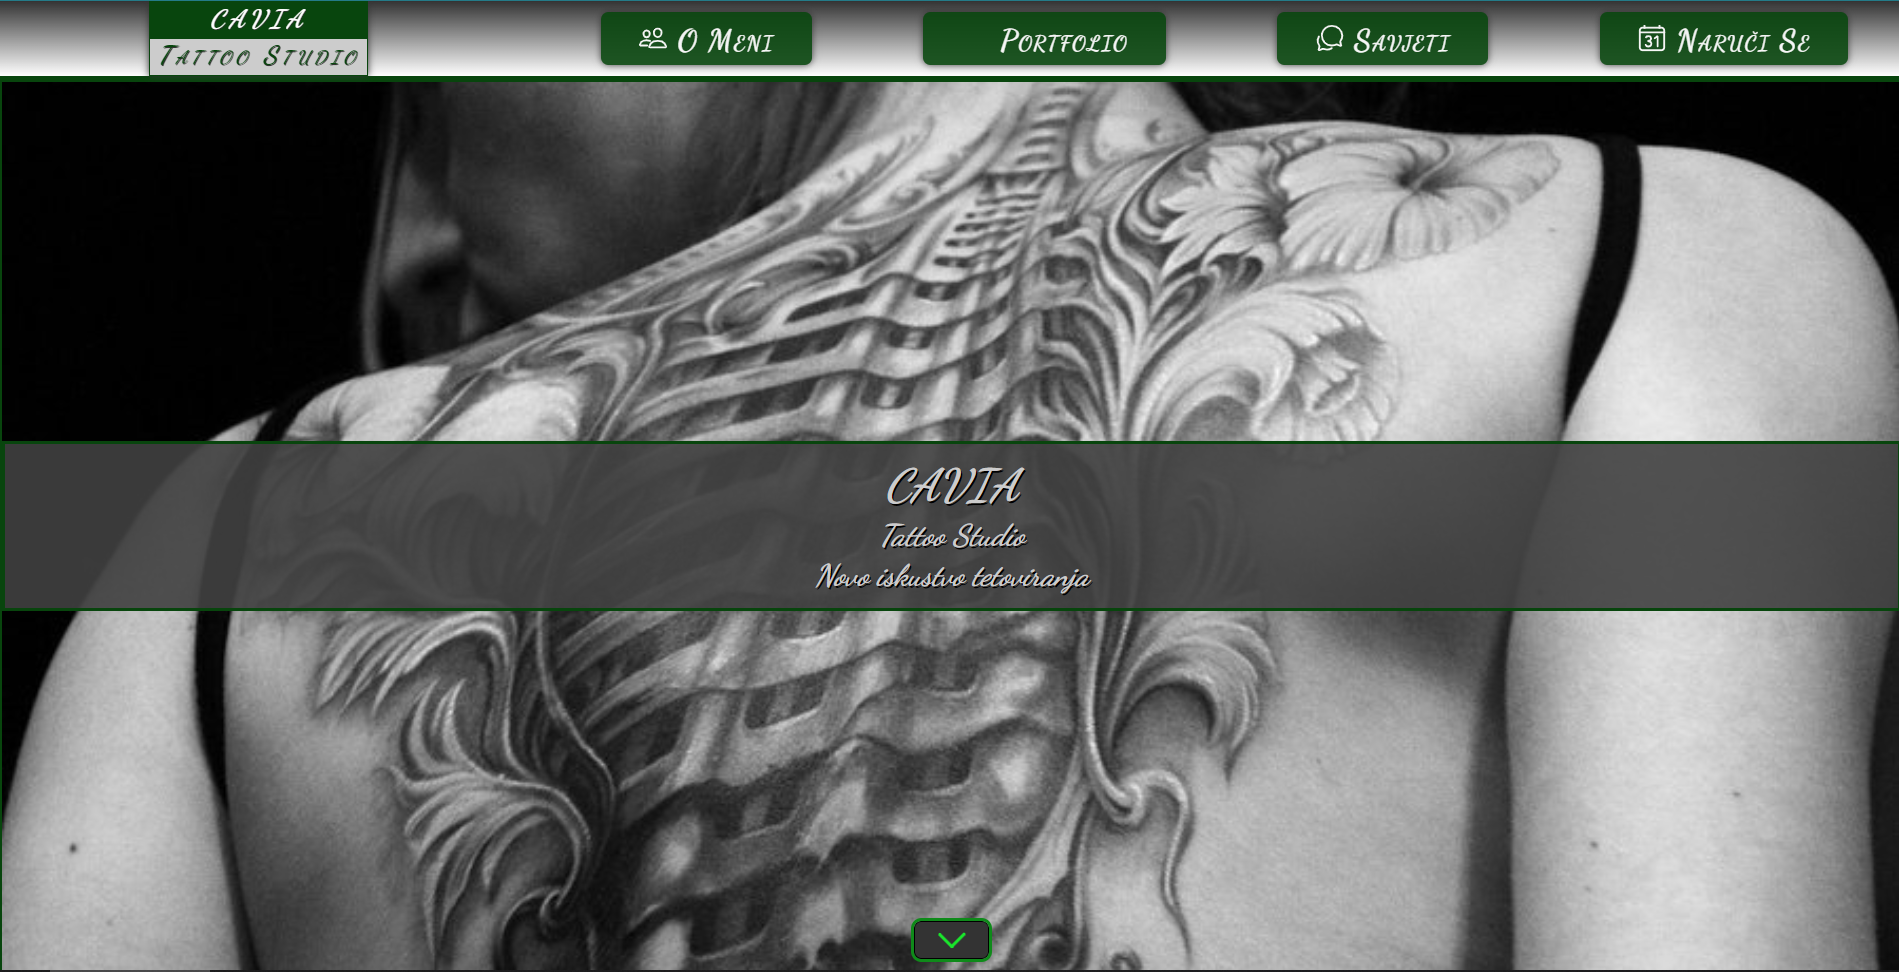 CAVIA
Tattoo Studio
O Meni
Portfolio
Savjeti
31
Naruči Se
CAVIA
Tattoo Studio
Novo iskustvo tetoviranja